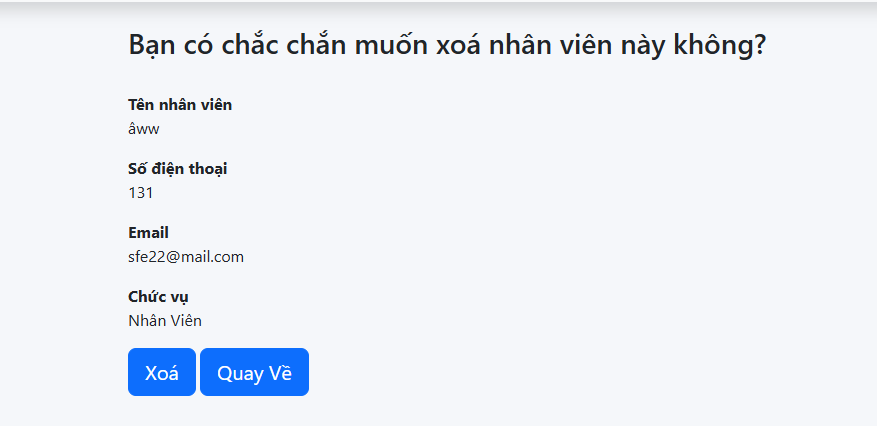 Bạn có chắc chắn muốn xoá nhân viên này không?
Tên nhân viên
âww
Số điện thoại
131
Email
sfe22@mail.com
Chức vụ
Nhân Viên
Xoá Quay Về